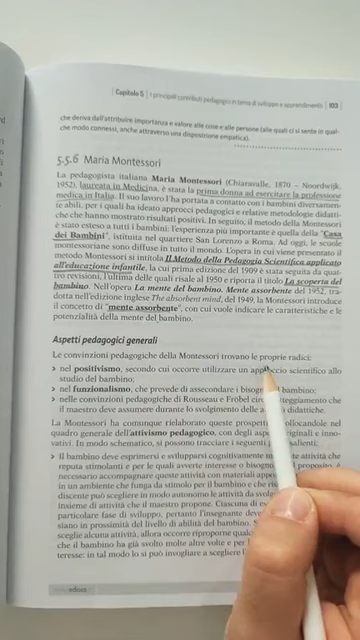 Capitolo 5 | I principali contributi pedagogici in tema di sviluppo e apprendimento | 103
che deriva dall'attribuire importanza e valore alle cose e alle persone (alle quali ci si sente in qual-
che modo connessi, anche attraverso una disposizione empatica).
5.5.6 Maria Montessori
La pedagogista italiana Maria Montessori (Chiaravalle, 1870 – Noordwijk,
1952), laureata in Medicina, è stata la prima donna ad esercitare la professione
medica in Italia. Il suo lavoro l'ha portata a contatto con i bambini diversamen-
te abili, per i quali ha ideato approcci pedagogici e relative metodologie didatti-
che che hanno mostrato risultati positivi. In seguito, il metodo della Montessori
è stato esteso a tutti i bambini: l'esperienza più importante è quella della "Casa
dei Bambini", istituita nel quartiere San Lorenzo a Roma. Ad oggi, le scuole
montessoriane sono diffuse in tutto il mondo. L'opera in cui viene presentato il
metodo Montessori si intitola Il Metodo della Pedagogia Scientifica applicato
all'educazione infantile, la cui prima edizione del 1909 è stata seguita da quat-
tro revisioni, l'ultima delle quali risale al 1950 e riporta il titolo La scoperta del
bambino. Nell'opera La mente del bambino. Mente assorbente del 1952, tra-
dotta nell'edizione inglese The absorbent mind, del 1949, la Montessori introduce
il concetto di "mente assorbente", con cui vuole indicare le caratteristiche e le
potenzialità della mente del bambino.
Aspetti pedagogici generali
Le convinzioni pedagogiche della Montessori trovano le proprie radici:
> nel positivismo, secondo cui occorre utilizzare un approccio scientifico allo
studio del bambino;
> nel funzionalismo, che prevede di assecondare i bisogni del bambino;
> nelle convinzioni pedagogiche di Rousseau e Fröbel atteggiamento che
il maestro deve assumere durante lo svolgimento delle didattiche.
La Montessori ha comunque rielaborato queste prospettive collocandole nel
quadro generale dell'attivismo pedagogico, con degli aspetti originali e inno-
vativi. In modo schematico, si possono tracciare i seguenti salienti:
> Il bambino deve esprimersi e svilupparsi cognitivamente attività che
reputa stimolanti e per le quali avverte interesse o bisogno. proposito è
necessario accompagnare queste attività con materiali
in un ambiente che funga da stimolo per il bambino e che
discente può scegliere in modo autonomo le attività da
insieme di attività che il maestro propone. Ciascuna di
particolare fase di sviluppo, pertanto l'insegnante deve
siano in prossimità del livello di abilità del bambino.
sceglie alcuna attività, allora occorre riproporre
che il bambino ha già svolto molte altre volte e per
teresse: in tal modo lo si può invogliare a scegliere
edises